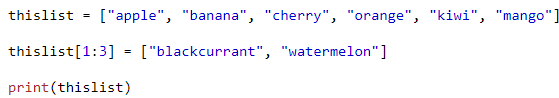 thislist = ["apple", "banana", "cherry", "orange", "kiwi", "mango"]
thislist[1:3] = ["blackcurrant", "watermelon"]
print(thislist)